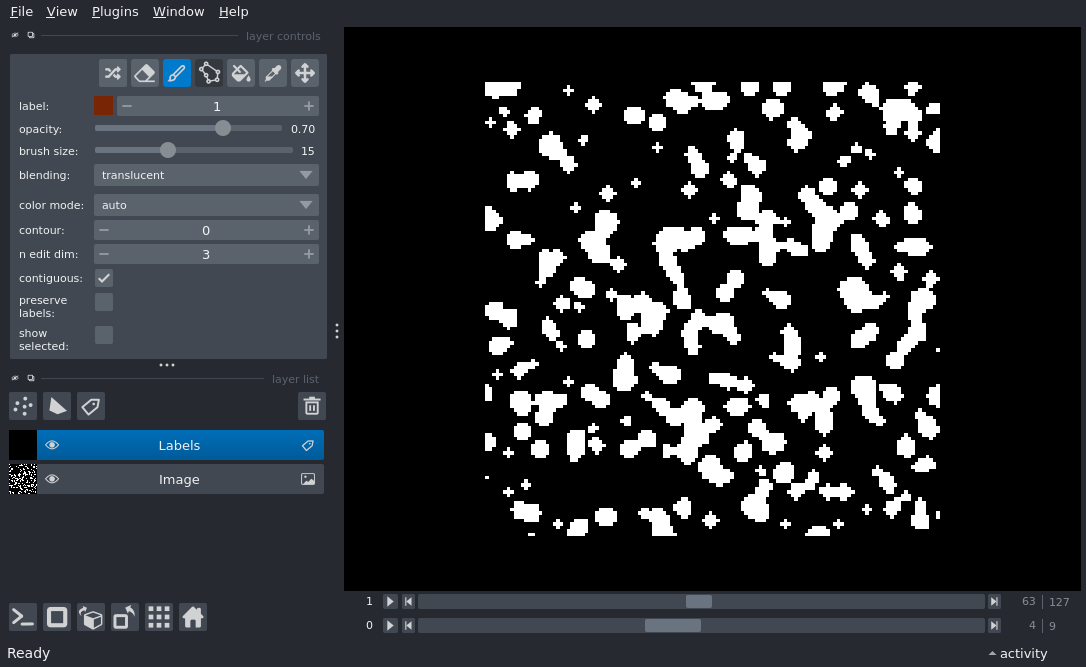 File View Plugins Window Help
layer controls
label: 1
opacity: 0.70
brush size: 15
blending: translucent
color mode: auto
contour: 0
n edit dim: 3
contiguous:
preserve
labels:
show
selected:
layer list
Labels
Image
1 63 127
0 4 9
Ready activity